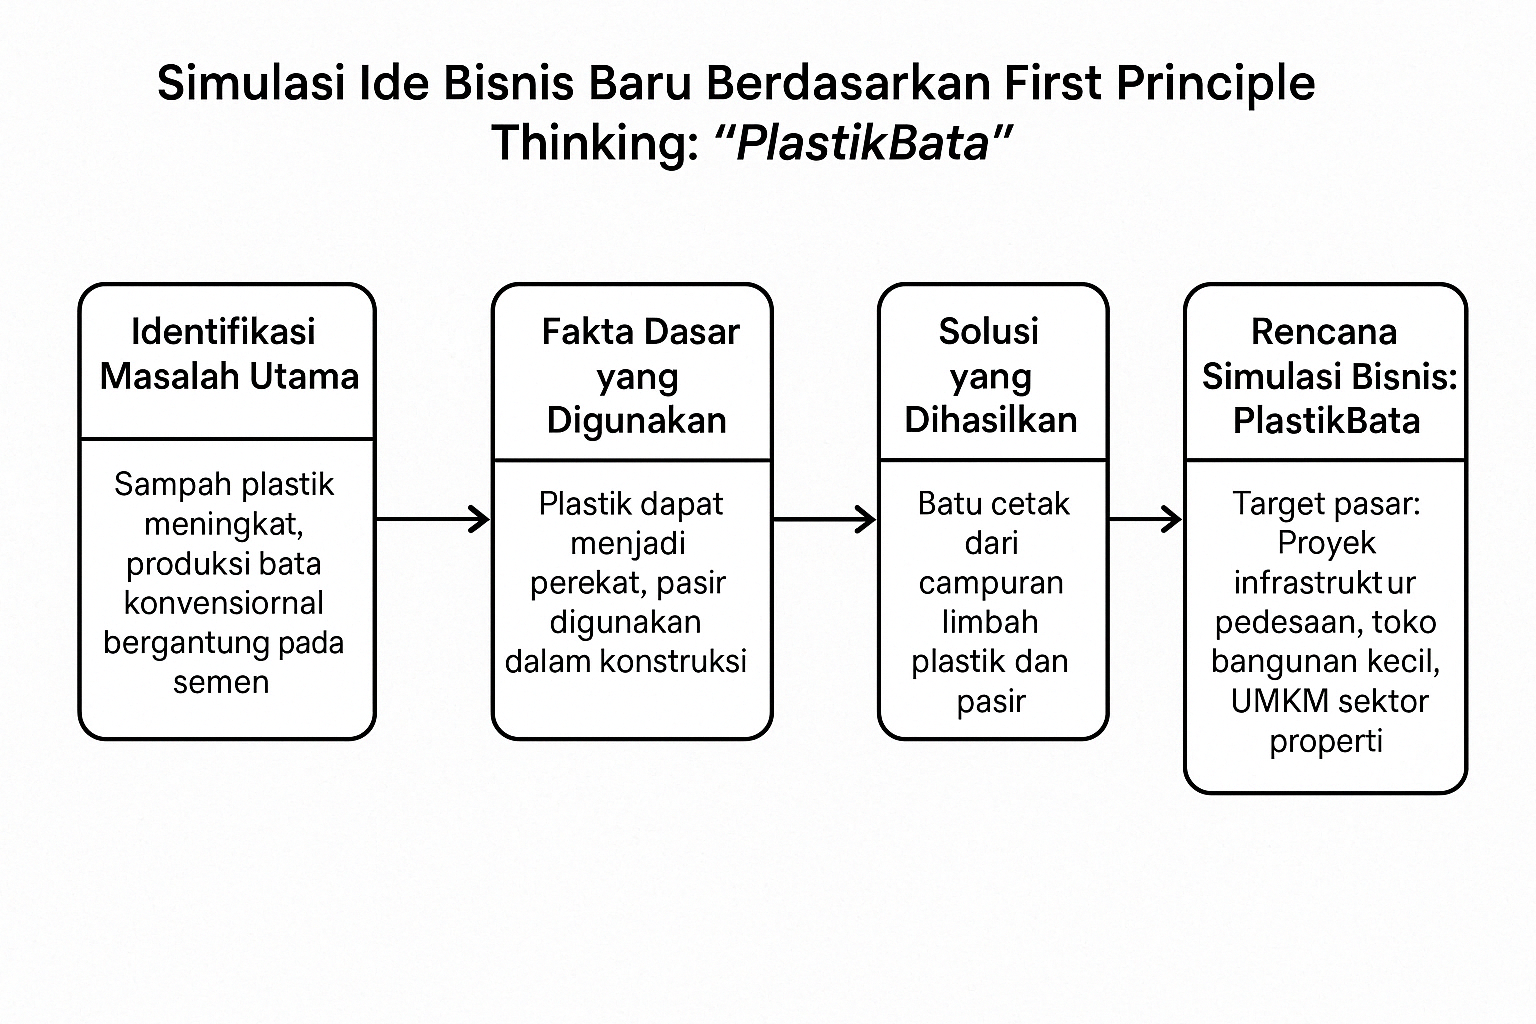 Simulasi Ide Bisnis Baru Berdasarkan First Principle
Thinking: “PlastikBata”
Identifikasi
Masalah Utama
Sampah plastik
meningkat,
produksi bata
konvensiornal
bergantung pada
semen
Fakta Dasar
yang
Digunakan
Plastik dapat
menjadi
perekat, pasir
digunakan
dalam konstruksi
Solusi
yang
Dihasilkan
Batu cetak
dari
campuran
limbah
plastik dan
pasir
Rencana
Simulasi Bisnis:
PlastikBata
Target pasar:
Proyek
infrastruktur
pedesaan, toko
bangunan kecil,
UMKM sektor
properti